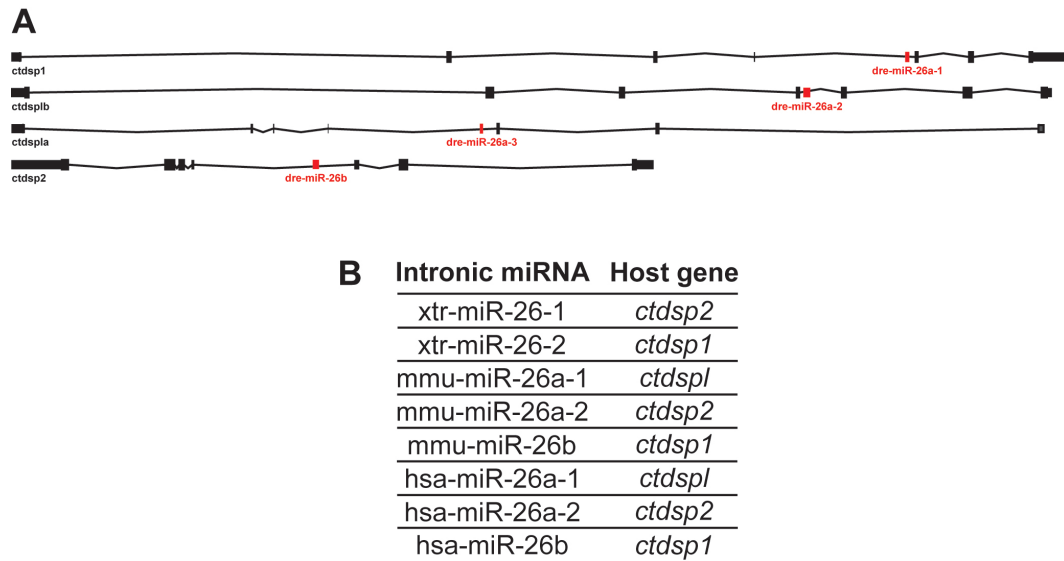 A
ctdsp1
dre-miR-26a-1
ctdsplb
dre-miR-26a-2
ctdspla
dre-miR-26a-3
ctdsp2
dre-miR-26b
B Intronic miRNA Host gene
xtr-miR-26-1 ctdsp2
xtr-miR-26-2 ctdsp1
mmu-miR-26a-1 ctdspl
mmu-miR-26a-2 ctdsp2
mmu-miR-26b ctdsp1
hsa-miR-26a-1 ctdspl
hsa-miR-26a-2 ctdsp2
hsa-miR-26b ctdsp1